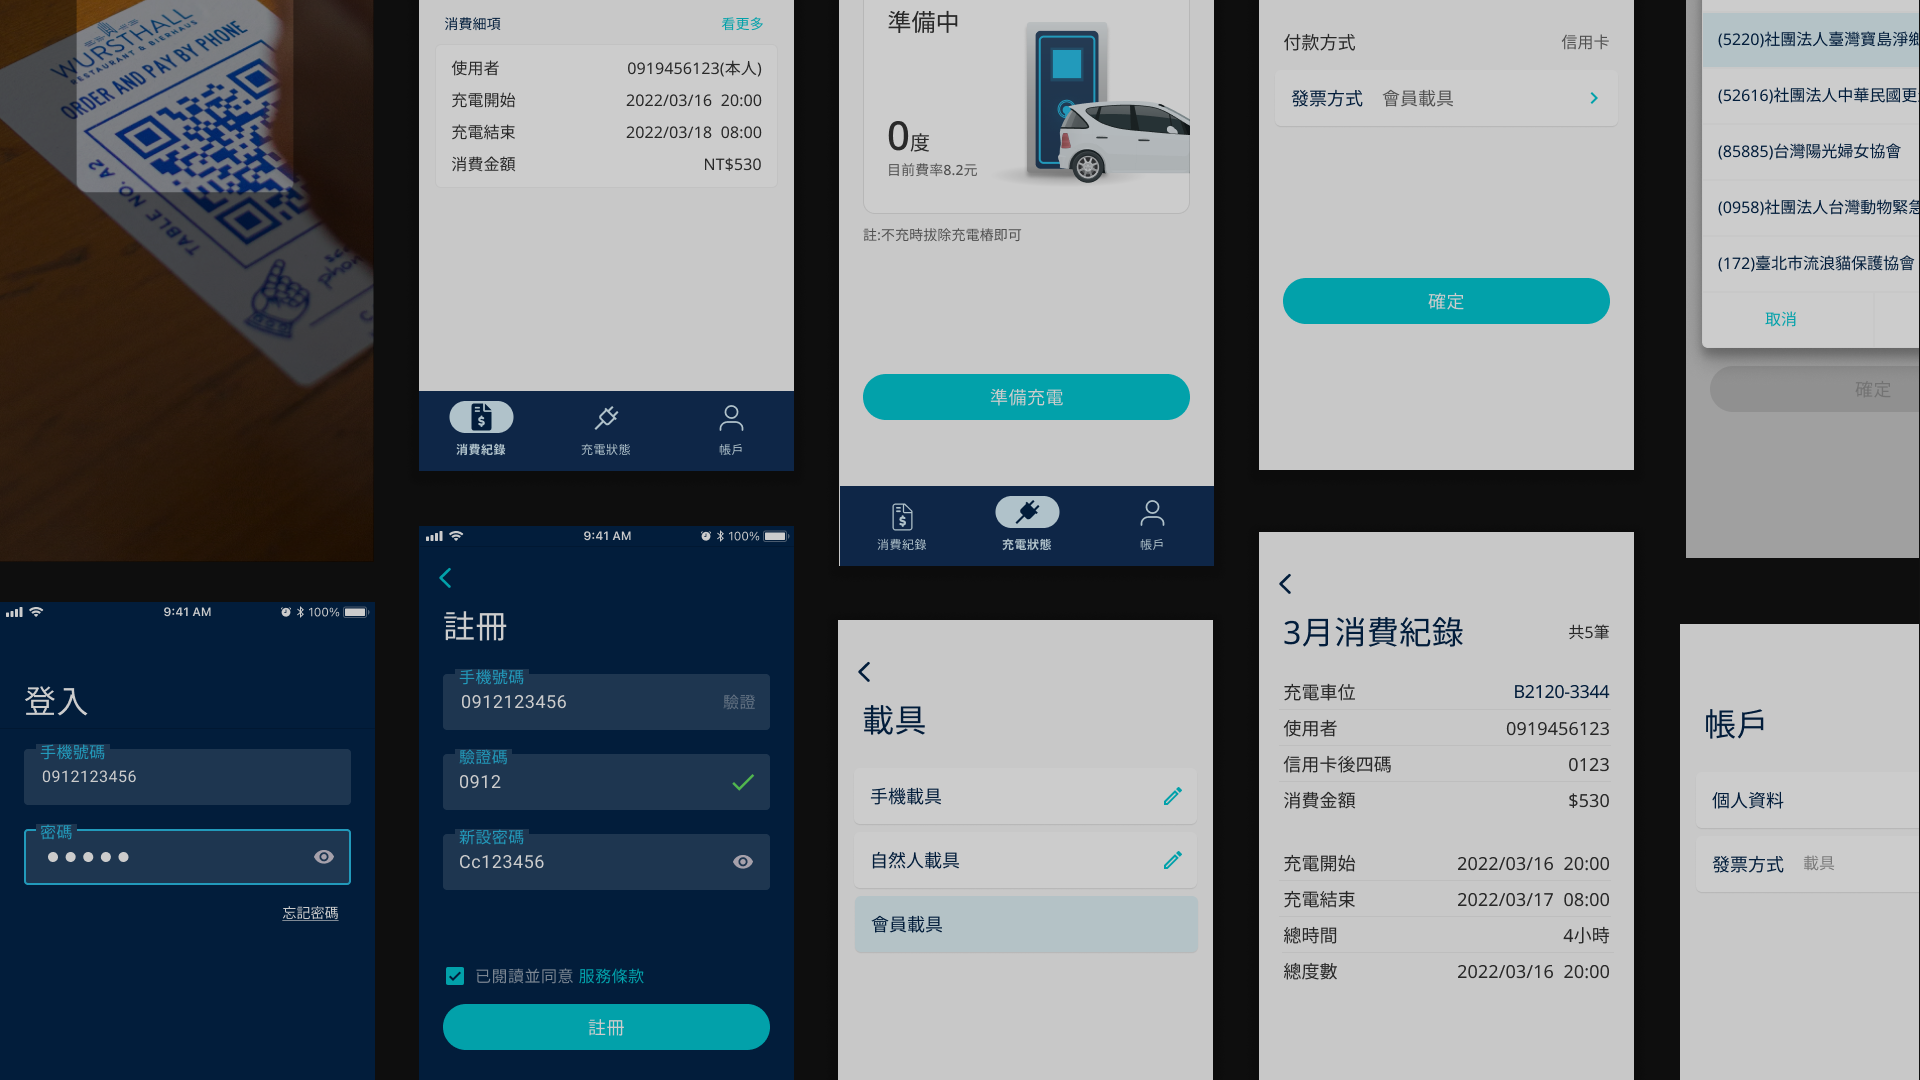 WURSTHALL
RESTAURANT & BIERHAUS
ORDER AND PAY BY PHONE
TABLE NO. A2
消費細項 看更多
使用者 0919456123(本人)
充電開始 2022/03/16 20:00
充電結束 2022/03/18 08:00
消費金額 NT$530
消費紀錄 充電狀態 帳戶
準備中
0度
目前費率8.2元
註:不充時拔除充電樁即可
準備充電
消費紀錄 充電狀態 帳戶
付款方式 信用卡
發票方式 會員載具
確定
(5220)社團法人臺灣寶島淨鄉
(52616)社團法人中華民國更
(85885)台灣陽光婦女協會
(0958)社團法人台灣動物緊急
(172)臺北市流浪貓保護協會
取消
確定
9:41 AM 100%
登入
手機號碼
0912123456
密碼
忘記密碼
9:41 AM 100%
註冊
手機號碼
0912123456 驗證
驗證碼
0912
新設密碼
Cc123456
已閱讀並同意 服務條款
註冊
載具
手機載具
自然人載具
會員載具
3月消費紀錄 共5筆
充電車位 B2120-3344
使用者 0919456123
信用卡後四碼 0123
消費金額 $530
充電開始 2022/03/16 20:00
充電結束 2022/03/17 08:00
總時間 4小時
總度數 2022/03/16 20:00
帳戶
個人資料
發票方式 載具